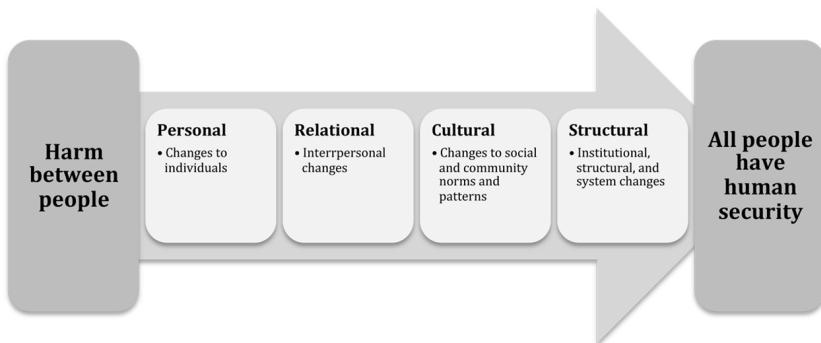 Harm
between
people
Personal
• Changes to
individuals
Relational
• Interrpersonal
changes
Cultural
• Changes to social
and community
norms and
patterns
Structural
• Institutional,
structural, and
system changes
All people
have
human
security